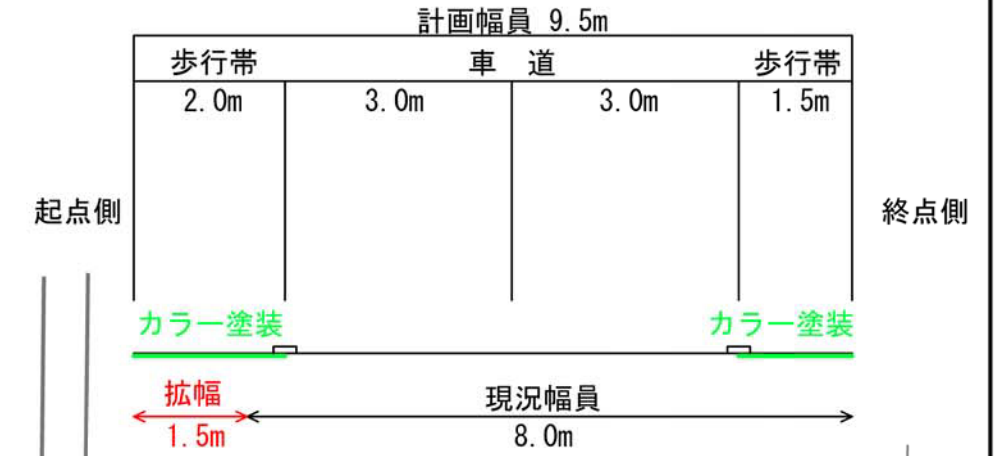 計画幅員 9.5m
歩行帯 車 道 歩行帯
2.0m 3.0m 3.0m 1.5m
起点側 終点側
カラー塗装 カラー塗装
拡幅 現況幅員
1.5m 8.0m